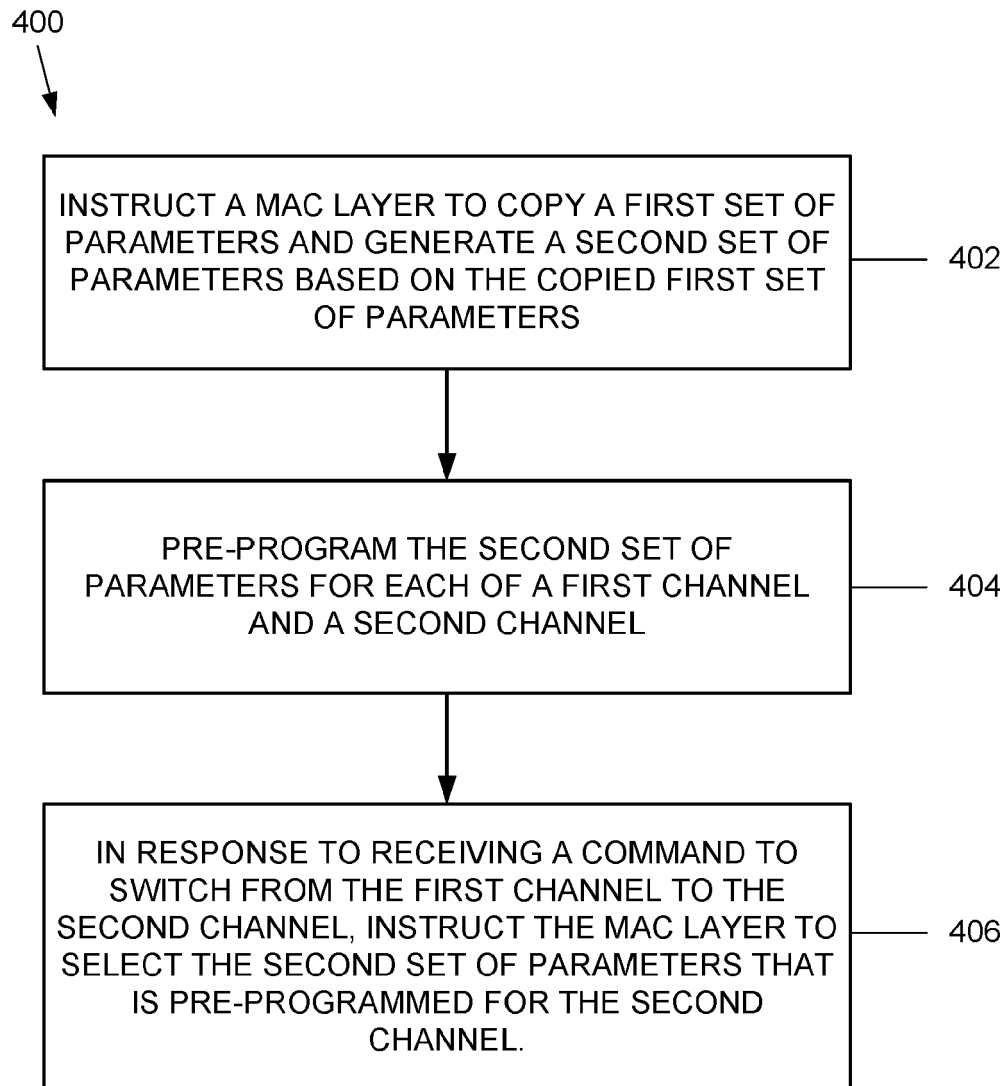 400
INSTRUCT A MAC LAYER TO COPY A FIRST SET OF
PARAMETERS AND GENERATE A SECOND SET OF
PARAMETERS BASED ON THE COPIED FIRST SET
OF PARAMETERS
402
PRE-PROGRAM THE SECOND SET OF
PARAMETERS FOR EACH OF A FIRST CHANNEL
AND A SECOND CHANNEL
404
IN RESPONSE TO RECEIVING A COMMAND TO
SWITCH FROM THE FIRST CHANNEL TO THE
SECOND CHANNEL, INSTRUCT THE MAC LAYER TO
SELECT THE SECOND SET OF PARAMETERS THAT
IS PRE-PROGRAMMED FOR THE SECOND
CHANNEL.
406